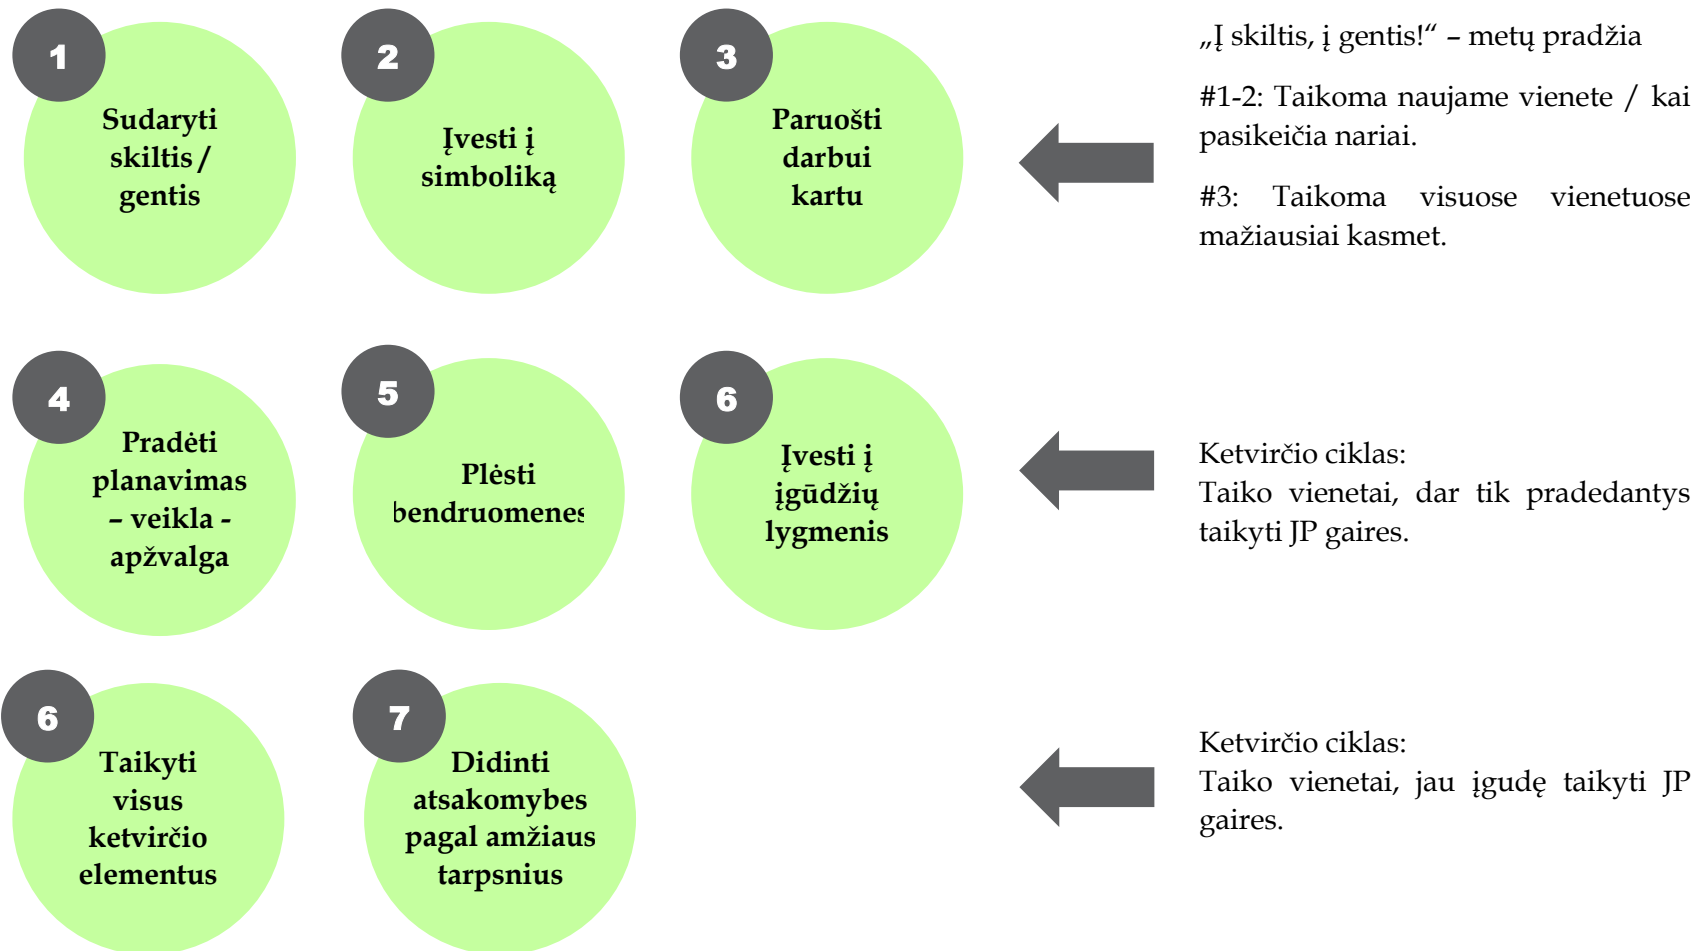 1
Sudaryti
skiltis /
gentis
2
Įvesti į
simboliką
3
Paruošti
darbui
kartu
„Į skiltis, į gentis!“ – metų pradžia
#1-2: Taikoma naujame vienete / kai
pasikeičia nariai.
#3: Taikoma visuose vienetuose
mažiausiai kasmet.
4
Pradėti
planavimas
– veikla -
apžvalga
5
Plėsti
bendruomenes
6
Įvesti į
įgūdžių
lygmenis
Ketvirčio ciklas:
Taiko vienetai, dar tik pradedantys
taikyti JP gaires.
6
Taikyti
visus
ketvirčio
elementus
7
Didinti
atsakomybes
pagal amžiaus
tarpsnius
Ketvirčio ciklas:
Taiko vienetai, jau įgudę taikyti JP
gaires.